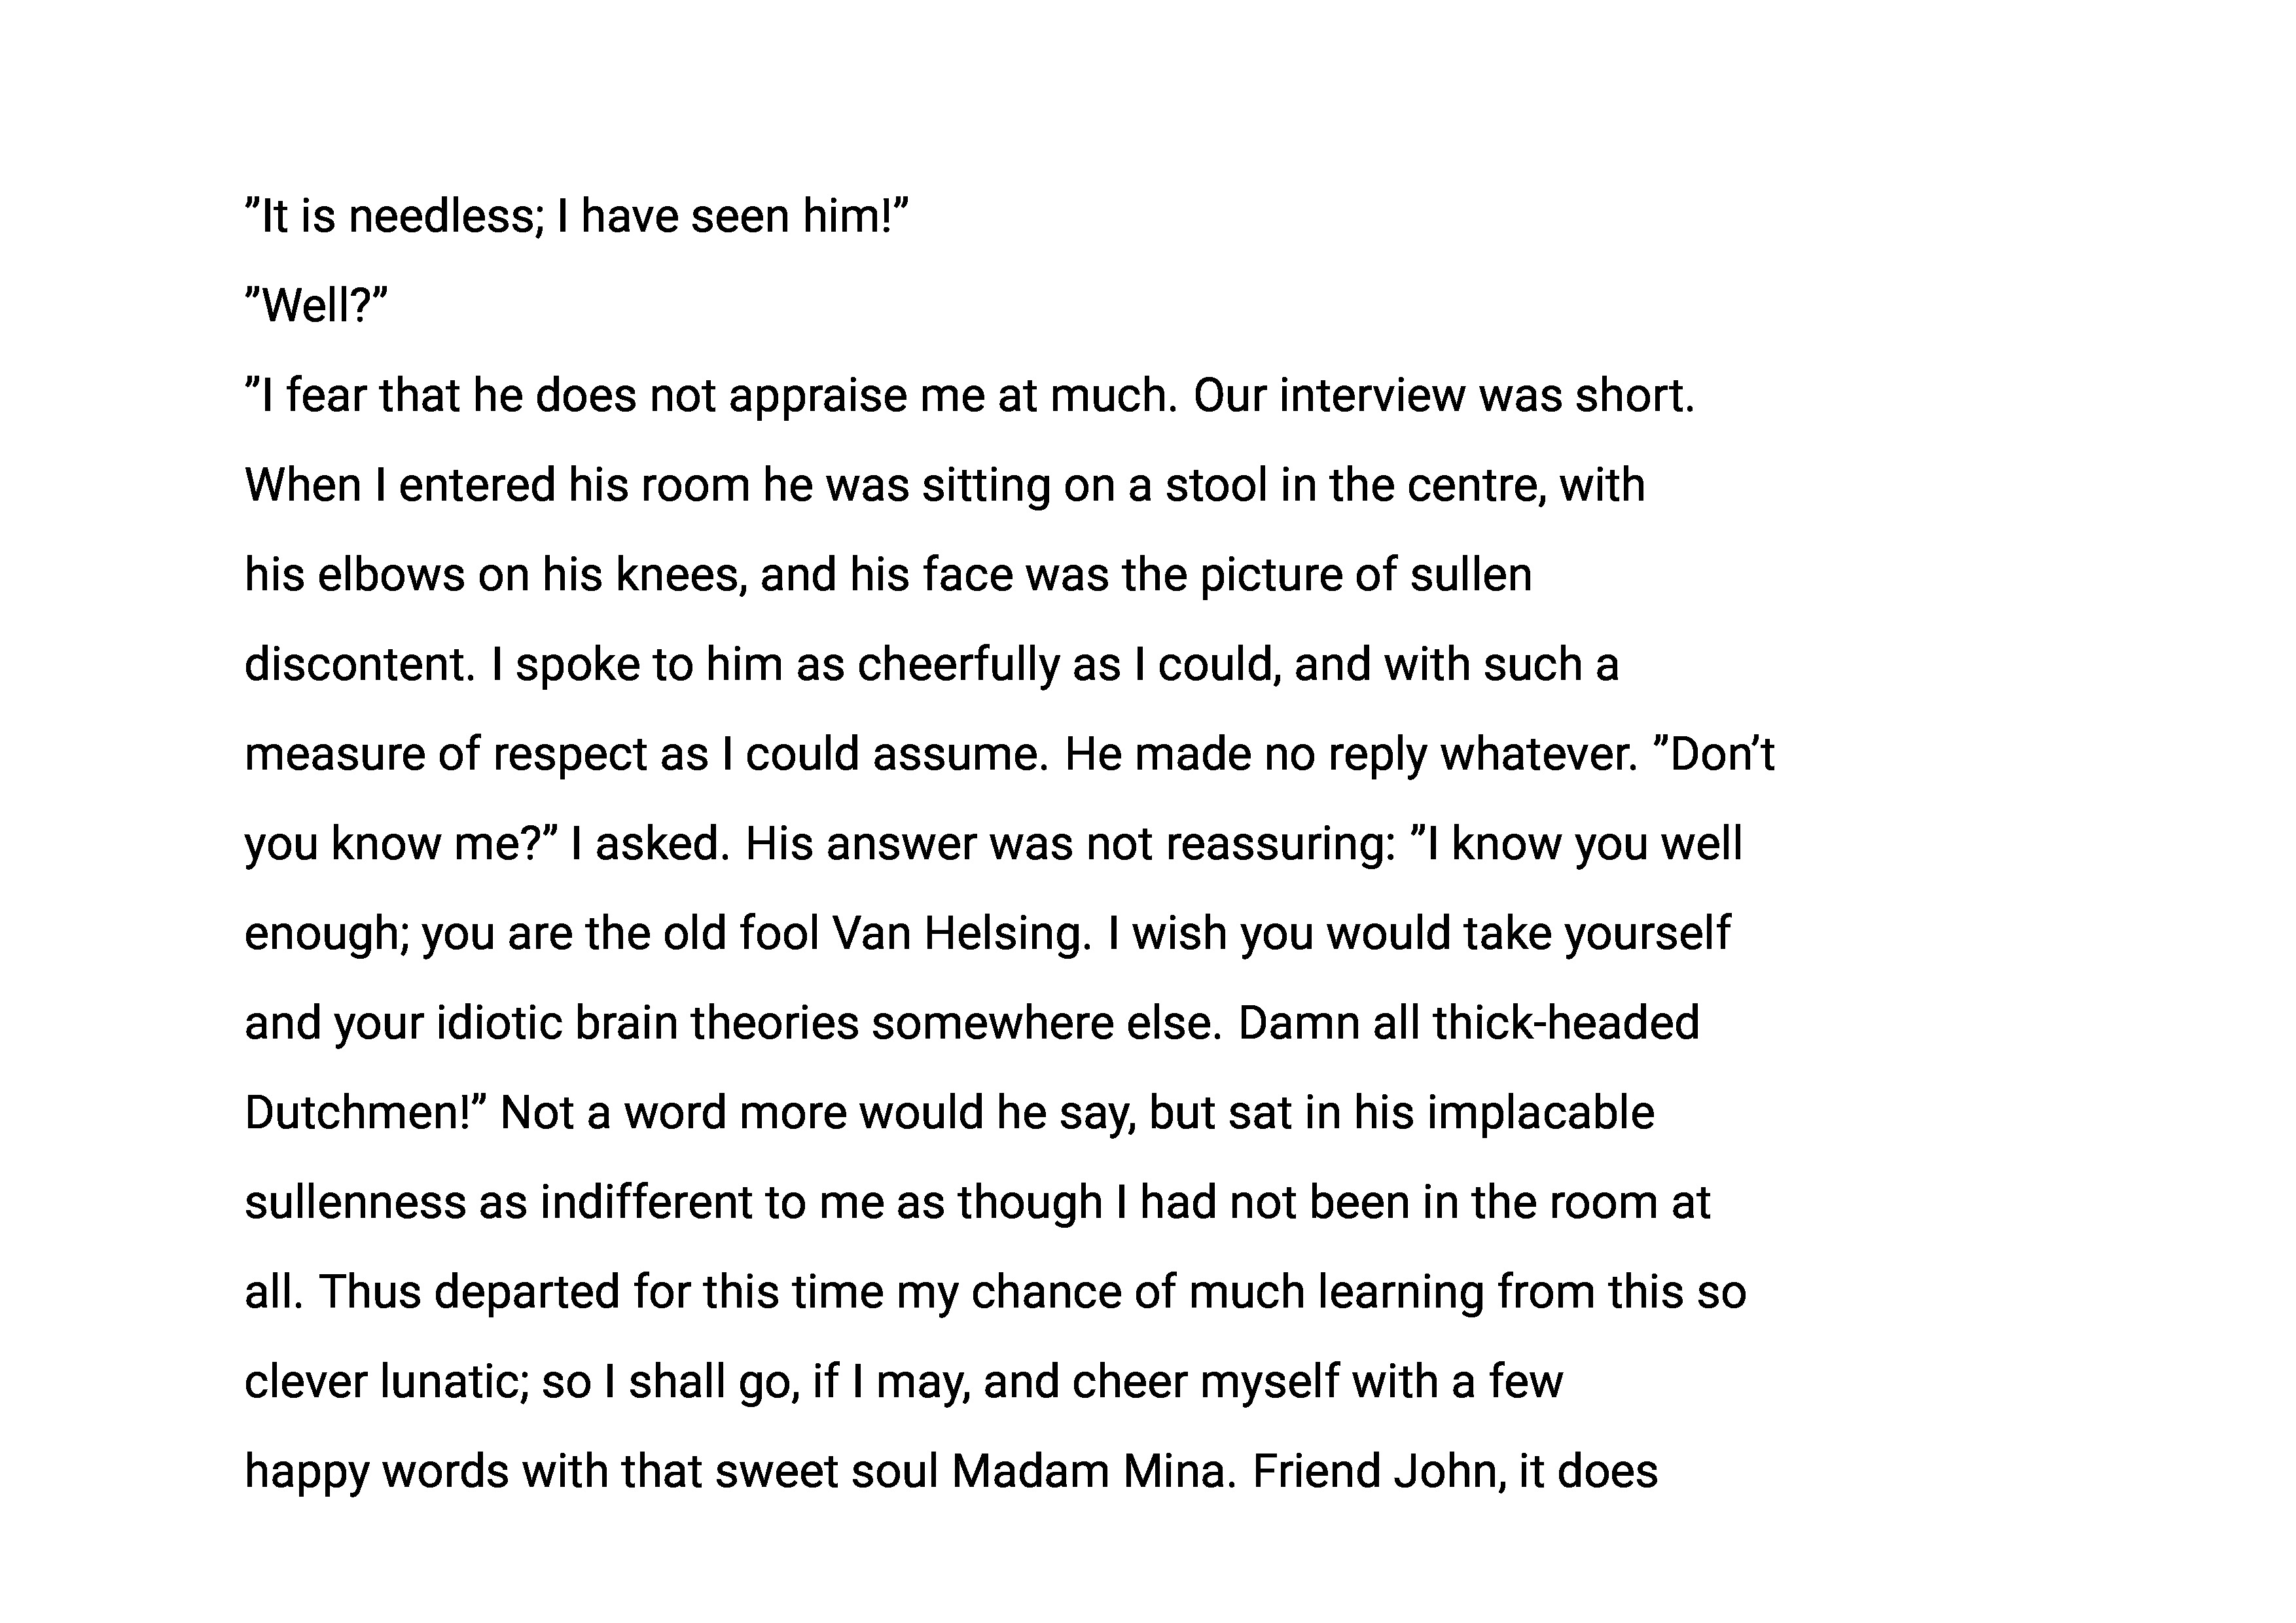 ”It is needless; I have seen him!”
”Well?”
”I fear that he does not appraise me at much. Our interview was short.
When I entered his room he was sitting on a stool in the centre, with
his elbows on his knees, and his face was the picture of sullen
discontent. I spoke to him as cheerfully as I could, and with such a
measure of respect as I could assume. He made no reply whatever. ”Don’t
you know me?” I asked. His answer was not reassuring: ”I know you well
enough; you are the old fool Van Helsing. I wish you would take yourself
and your idiotic brain theories somewhere else. Damn all thick-headed
Dutchmen!” Not a word more would he say, but sat in his implacable
sullenness as indifferent to me as though I had not been in the room at
all. Thus departed for this time my chance of much learning from this so
clever lunatic; so I shall go, if I may, and cheer myself with a few
happy words with that sweet soul Madam Mina. Friend John, it does